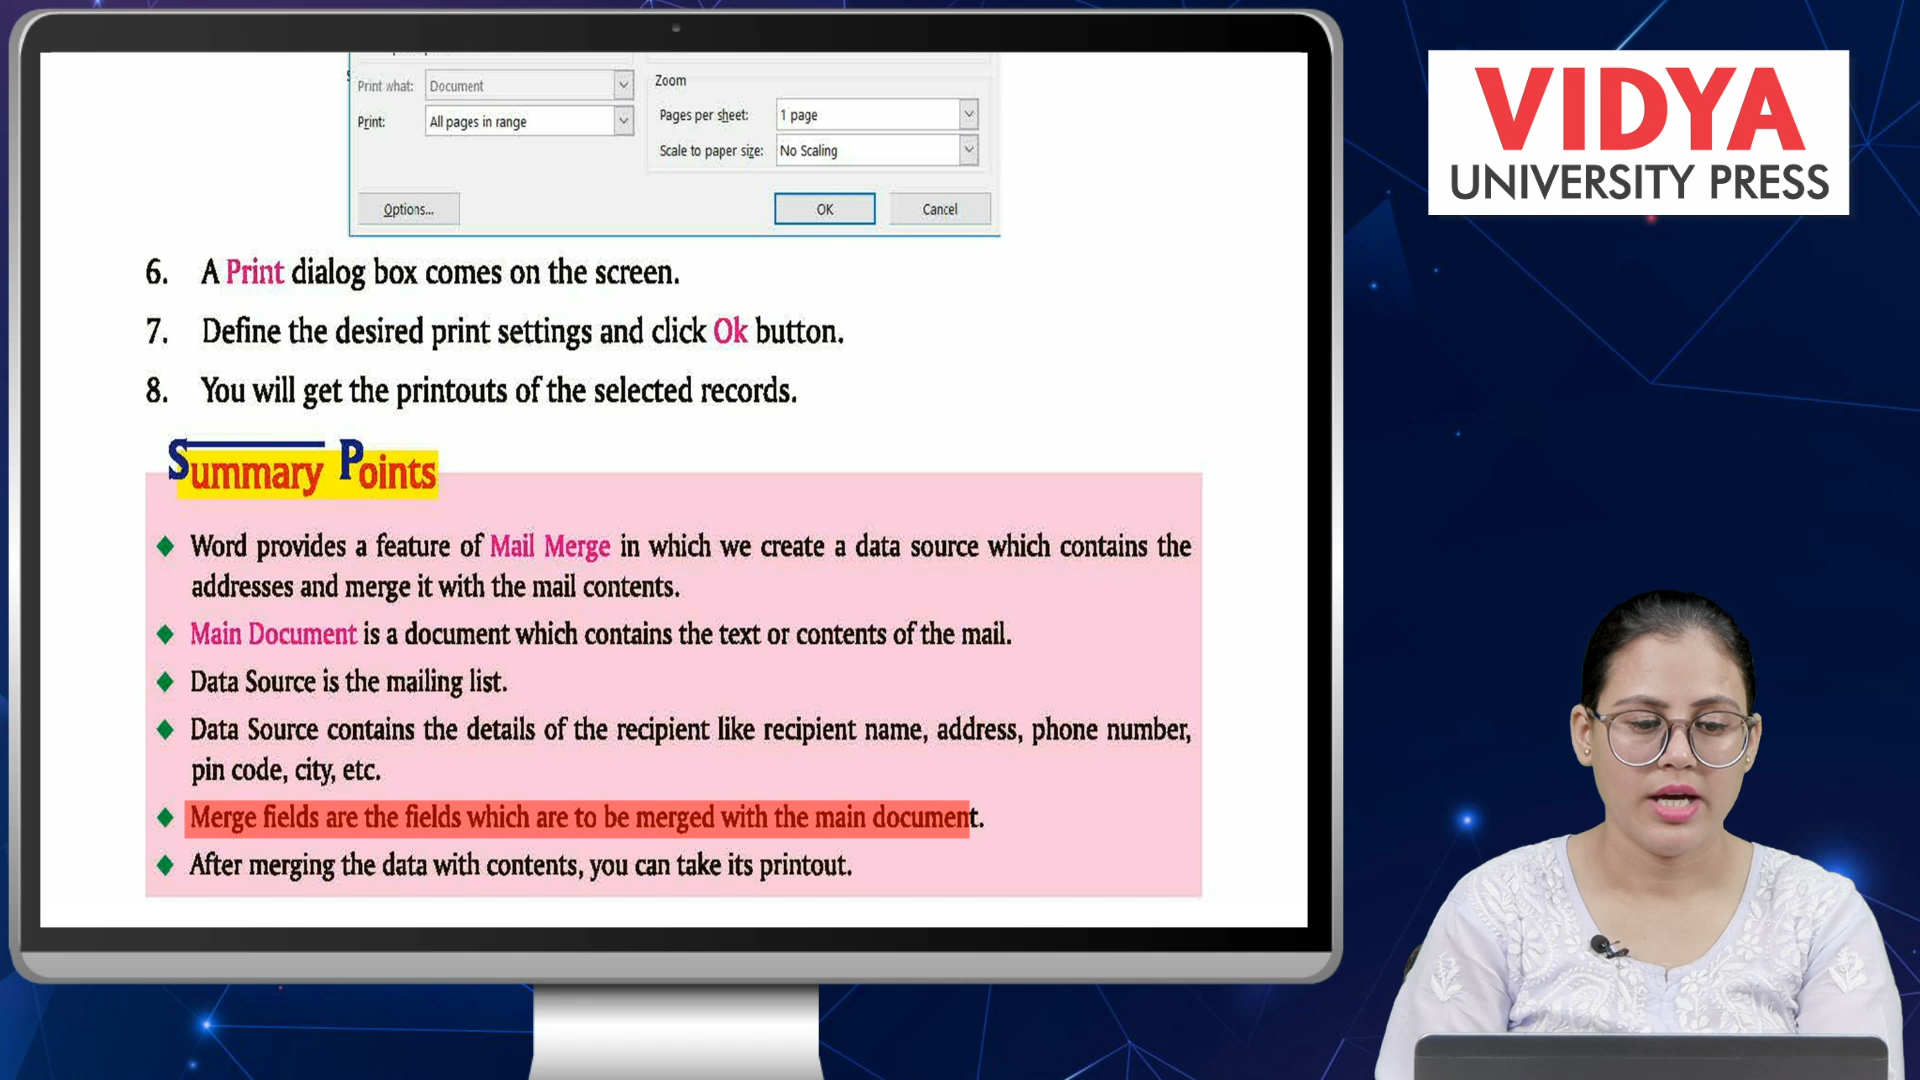 VIDYA
UNIVERSITY PRESS
Print what: Document
Print: All pages in range
Zoom
Pages per sheet: 1 page
Scale to paper size: No Scaling
Options... OK Cancel
6. A Print dialog box comes on the screen.
7. Define the desired print settings and click Ok button.
8. You will get the printouts of the selected records.
Summary Points
Word provides a feature of Mail Merge in which we create a data source which contains the
addresses and merge it with the mail contents.
Main Document is a document which contains the text or contents of the mail.
Data Source is the mailing list.
Data Source contains the details of the recipient like recipient name, address, phone number,
pin code, city, etc.
Merge fields are the fields which are to be merged with the main document.
After merging the data with contents, you can take its printout.